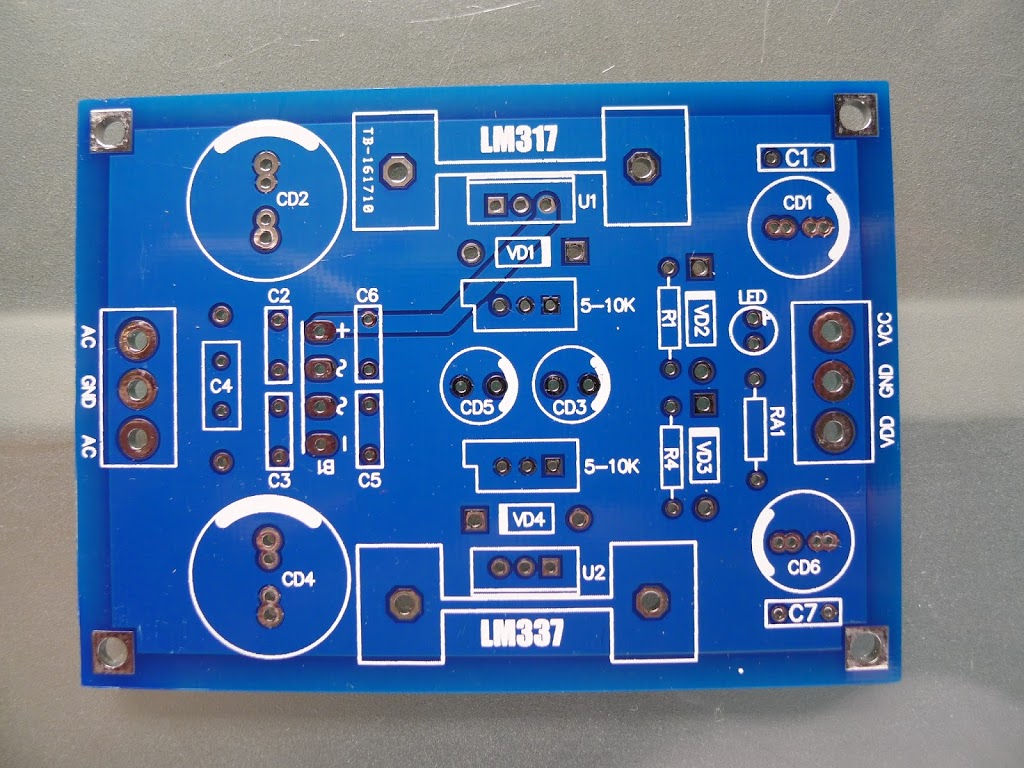 LM317
TB-161710
C1
CD2
CD1
U1
VD1
C2
C6
5-10K
R1
VD2
LED
+
AC
GND
AC
C4
+
~
~
-
B1
CD5
CD3
VCC
GND
VDD
RA1
C3
C5
5-10K
R4
VD3
VD4
CD4
U2
CD6
LM337
C7